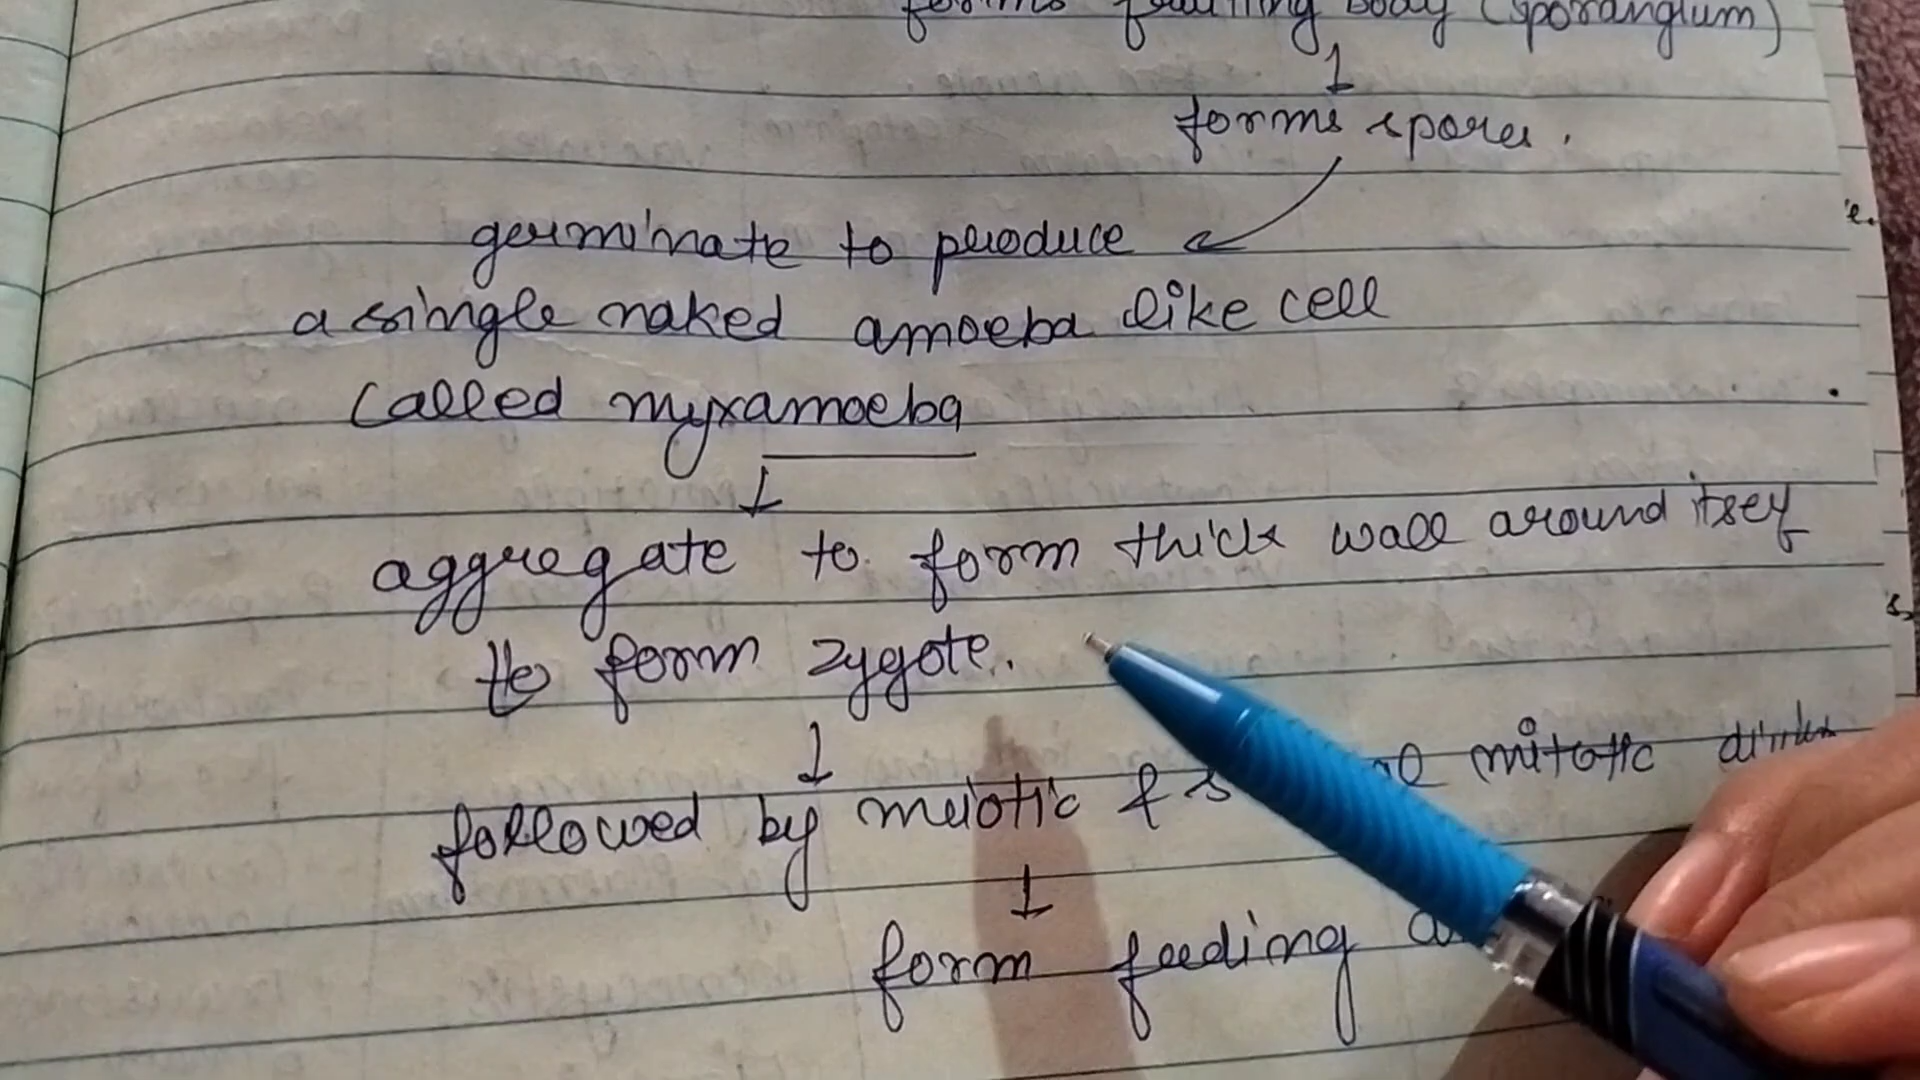 forms fruiting body (sporangium)
forms spores.
germinate to produce
a single naked amoeba like cell
called myxamoeba
aggregate to form thick wall around itself
to form zygote.
followed by meiotic & mitotic
form feeding